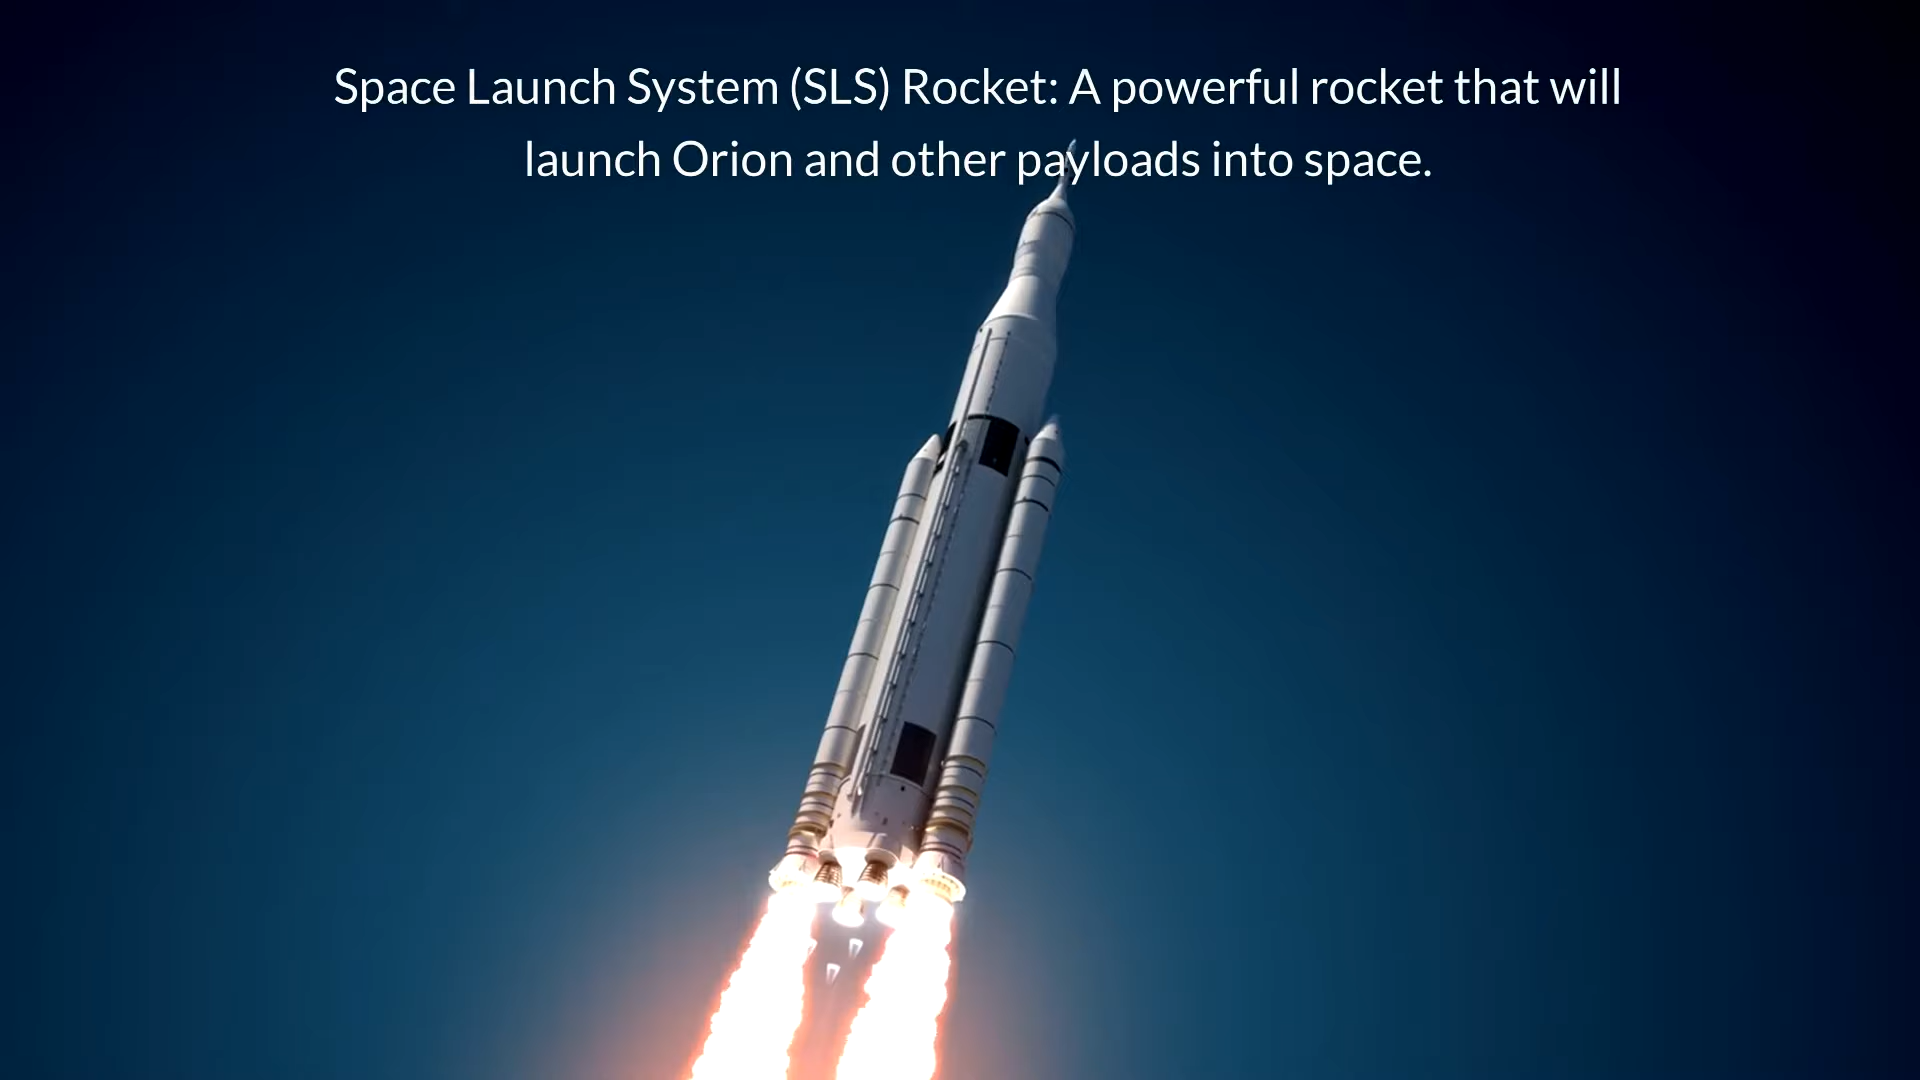 Space Launch System (SLS) Rocket: A powerful rocket that will
launch Orion and other payloads into space.